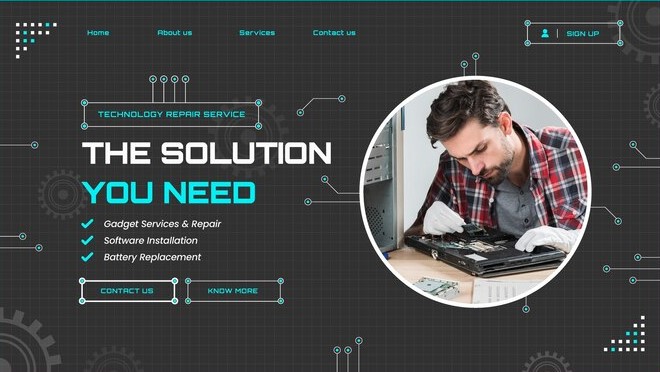 Home
About us
Services
Contact us
SIGN UP
TECHNOLOGY REPAIR SERVICE
THE SOLUTION
YOU NEED
Gadget Services & Repair
Software Installation
Battery Replacement
CONTACT US
KNOW MORE